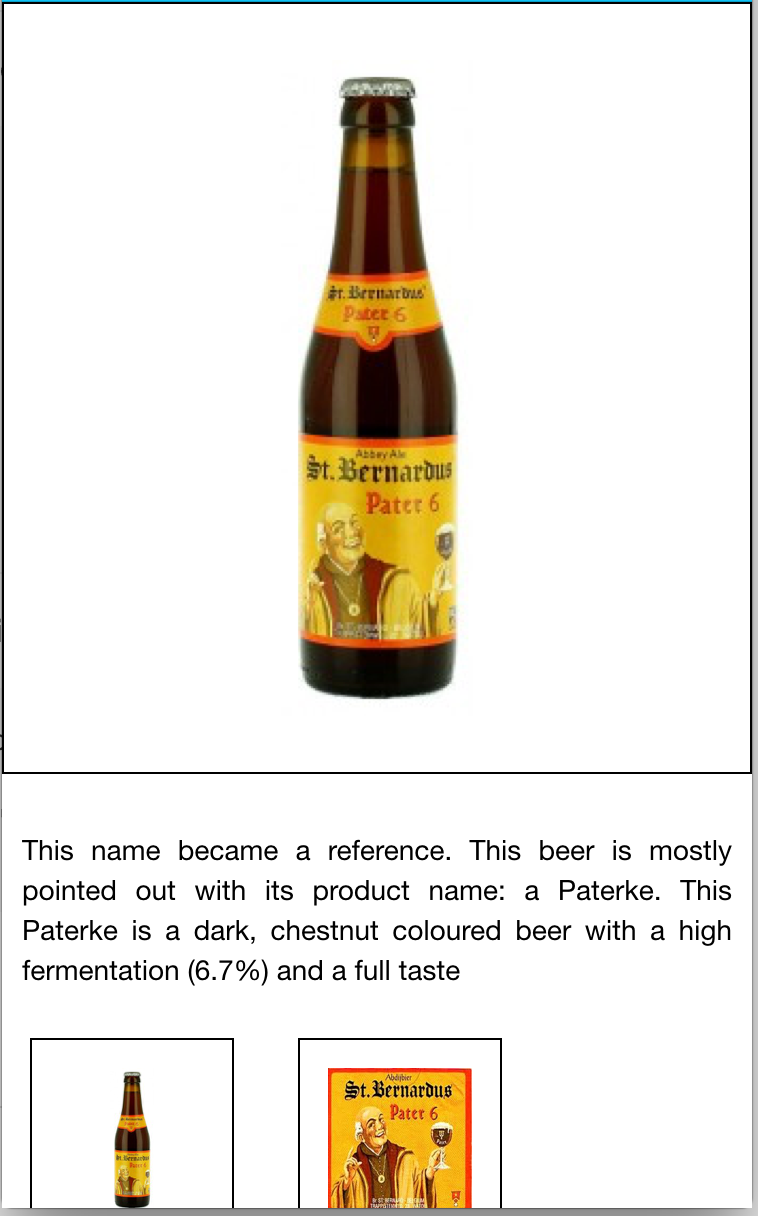 St. Bernardus
Pater 6
Abbey Ale
St. Bernardus
Pater 6
This name became a reference. This beer is mostly
pointed out with its product name: a Paterke. This
Paterke is a dark, chestnut coloured beer with a high
fermentation (6.7%) and a full taste
St. Bernardus
Abdijbier
St. Bernardus
Pater 6